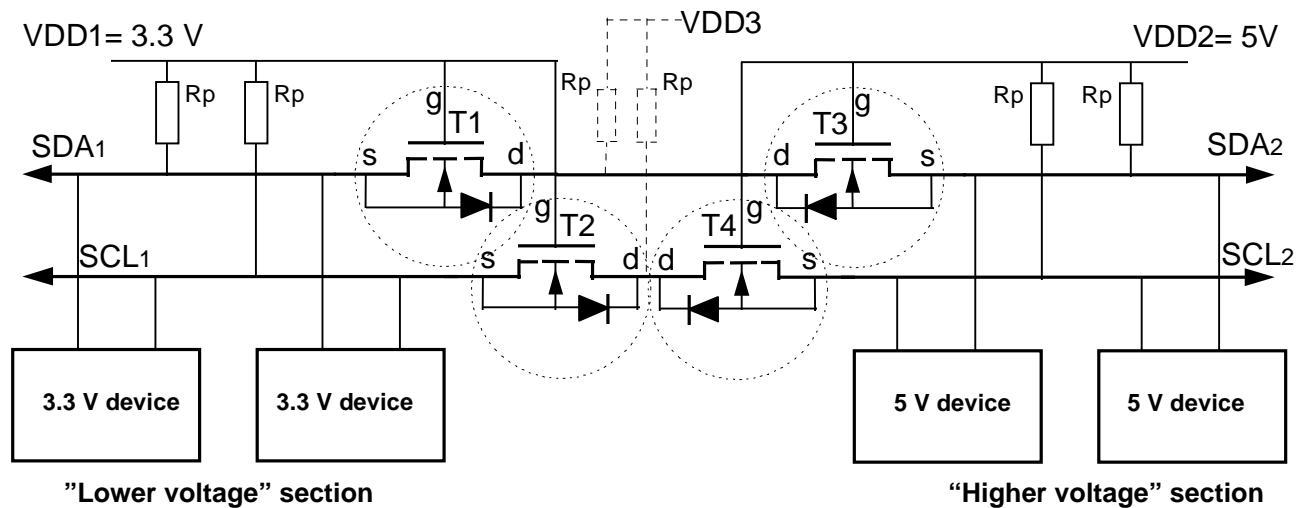 VDD1= 3.3 V
VDD3
VDD2= 5V
Rp
Rp
Rp
Rp
Rp
Rp
g
T1
s
d
g
T3
d
s
SDA1
SDA2
g
T2
s
d
g
T4
d
s
SCL1
SCL2
3.3 V device
3.3 V device
5 V device
5 V device
”Lower voltage” section
“Higher voltage” section